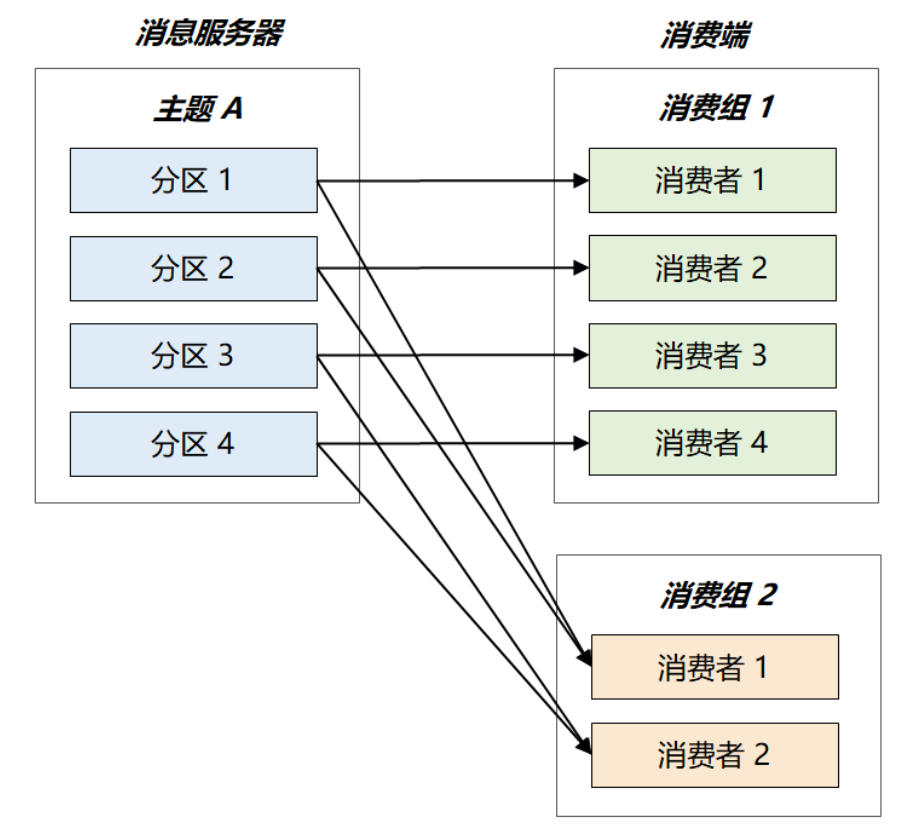 消息服务器
消费端
主题 A
分区 1
分区 2
分区 3
分区 4
消费组 1
消费者 1
消费者 2
消费者 3
消费者 4
消费组 2
消费者 1
消费者 2